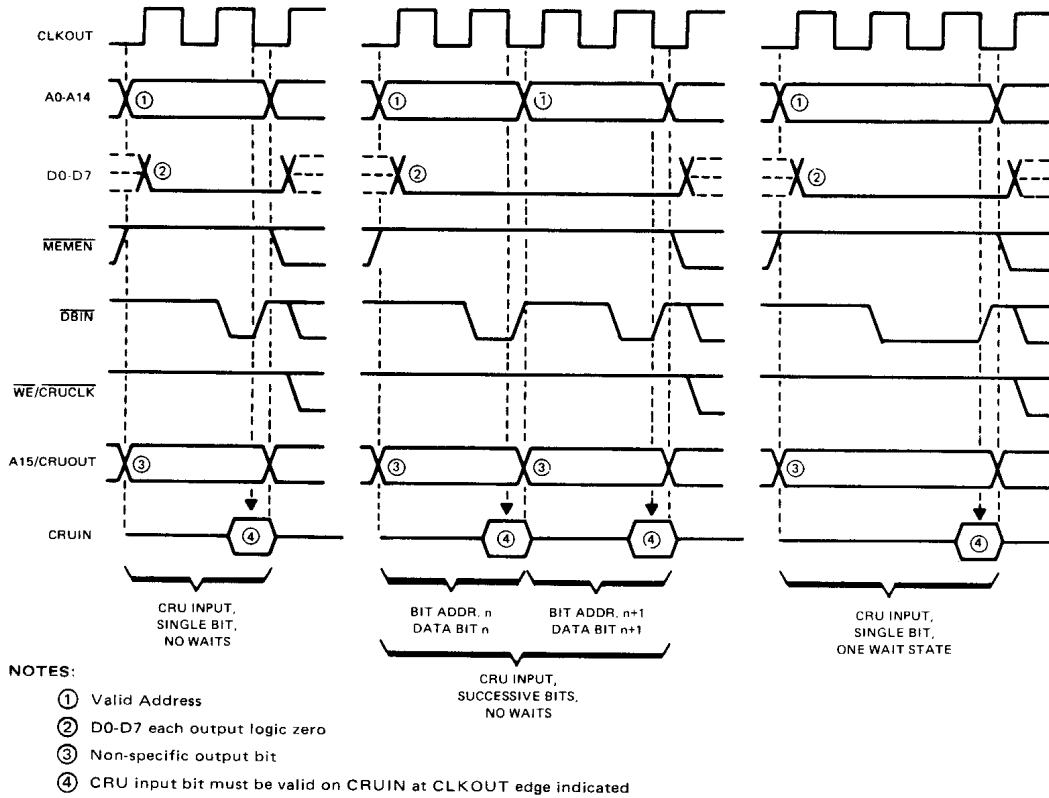 CLKOUT
A0-A14
① ① ① ①
D0-D7
② ② ②
MEMEN
DBIN
WE/CRUCLK
A15/CRUOUT
③ ③ ③ ③
CRUIN
④ ④ ④ ④
CRU INPUT,
SINGLE BIT,
NO WAITS
BIT ADDR. n
DATA BIT n
BIT ADDR. n+1
DATA BIT n+1
CRU INPUT,
SUCCESSIVE BITS,
NO WAITS
CRU INPUT,
SINGLE BIT,
ONE WAIT STATE
NOTES:
① Valid Address
② D0-D7 each output logic zero
③ Non-specific output bit
④ CRU input bit must be valid on CRUIN at CLKOUT edge indicated